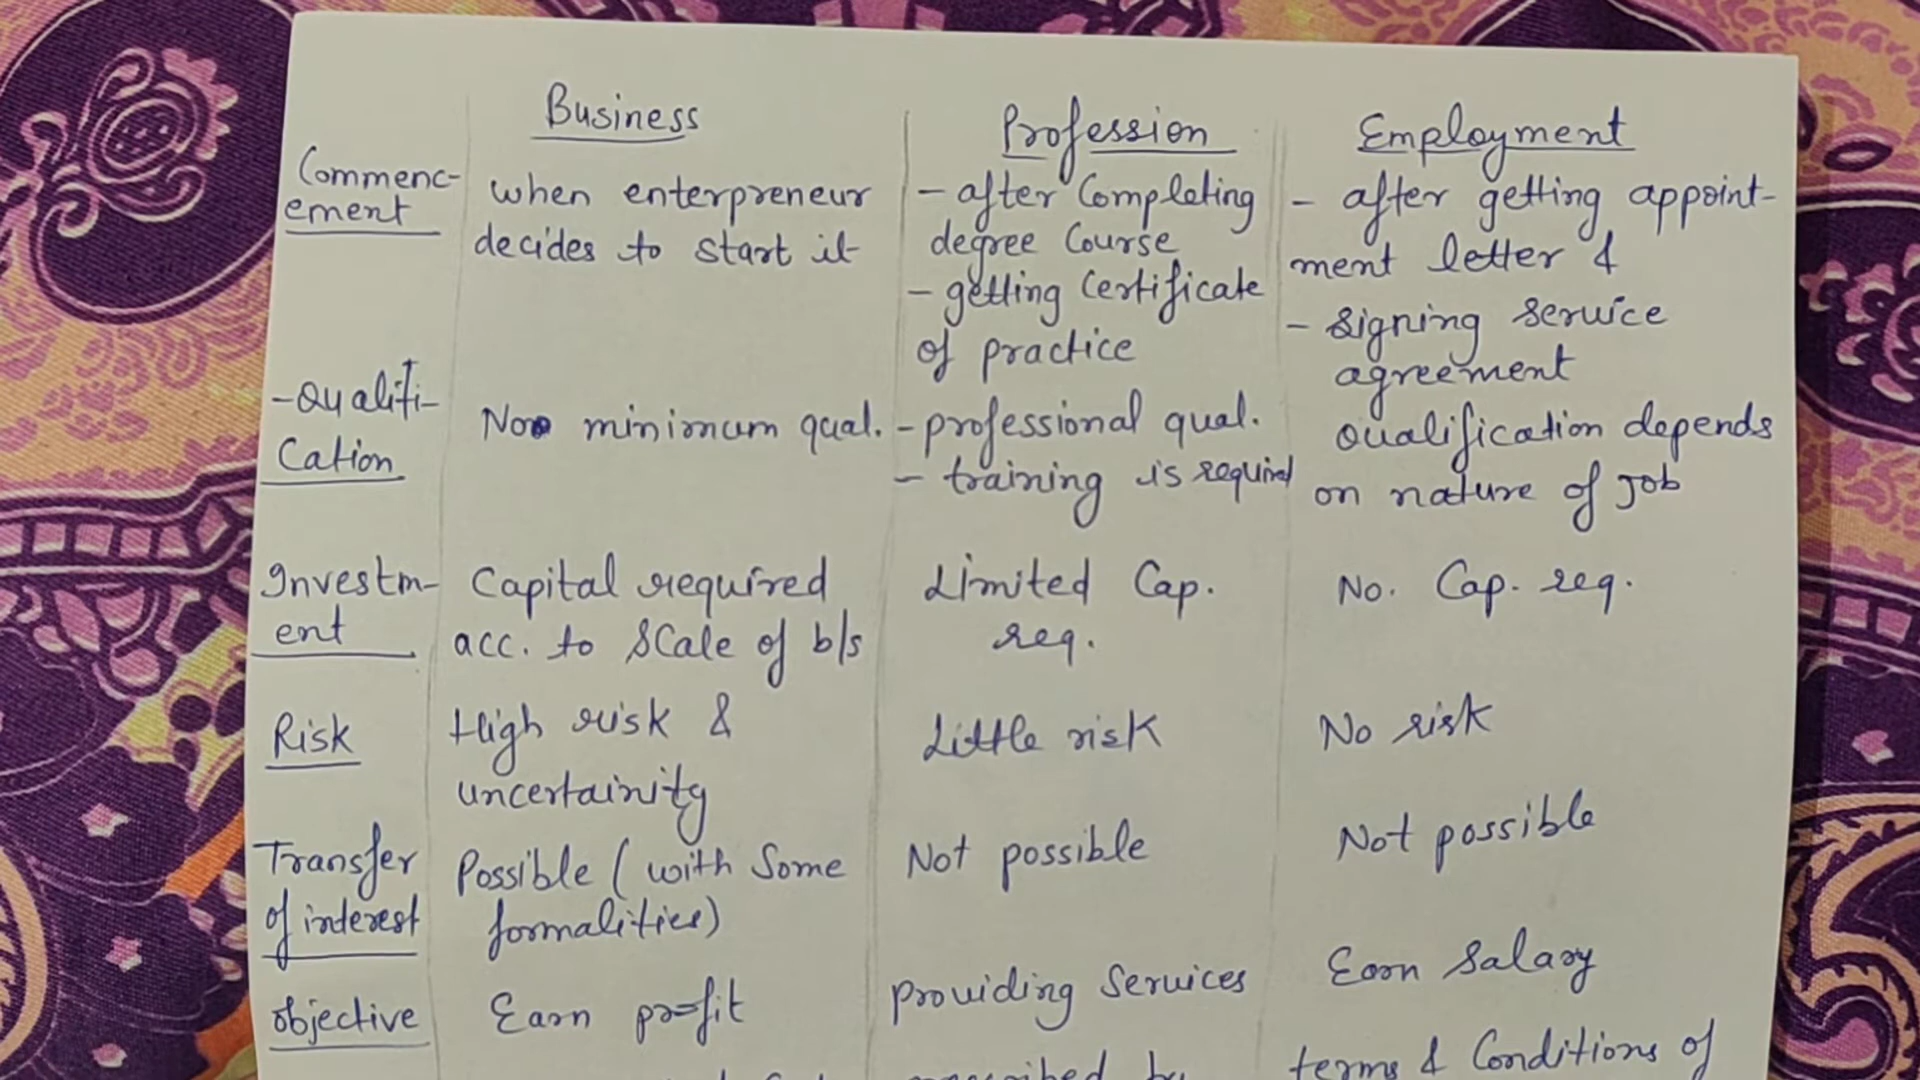 Business
Profession
Employment
Commenc-
ement
when enterpreneur
decides to start it
- after Completing
degree Course
- getting Certificate
of practice
- after getting appoint-
ment letter &
- signing service
agreement
- Qualifi-
Cation
No minimum qual.
- professional qual.
- training is required
Qualification depends
on nature of Job
Investm-
ent
Capital required
acc. to Scale of b/s
Limited Cap.
req.
No. Cap. req.
Risk
High risk &
uncertainity
Little risk
No risk
Transfer
of interest
Possible (with Some
formalities)
Not possible
Not possible
objective
Earn profit
providing Services
Earn Salary
by
terms & Conditions of